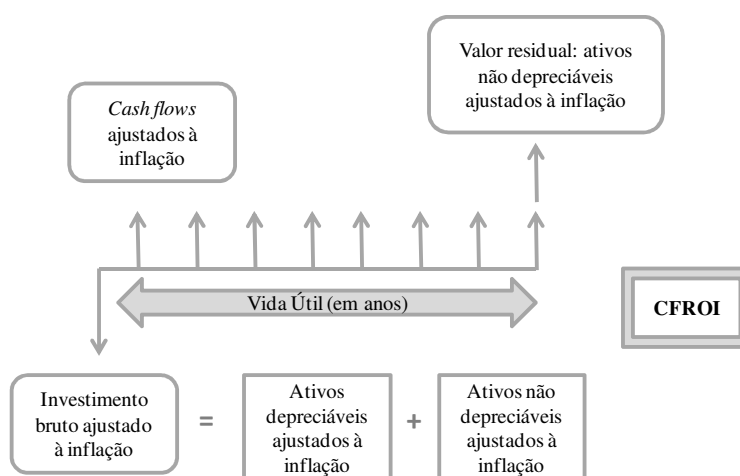 Valor residual: ativos
não depreciáveis
ajustados à inflação
Cash flows
ajustados à
inflação
Vida Útil (em anos)
CFROI
Investimento
bruto ajustado
à inflação
=
Ativos
depreciáveis
ajustados à
inflação
+
Ativos não
depreciáveis
ajustados à
inflação